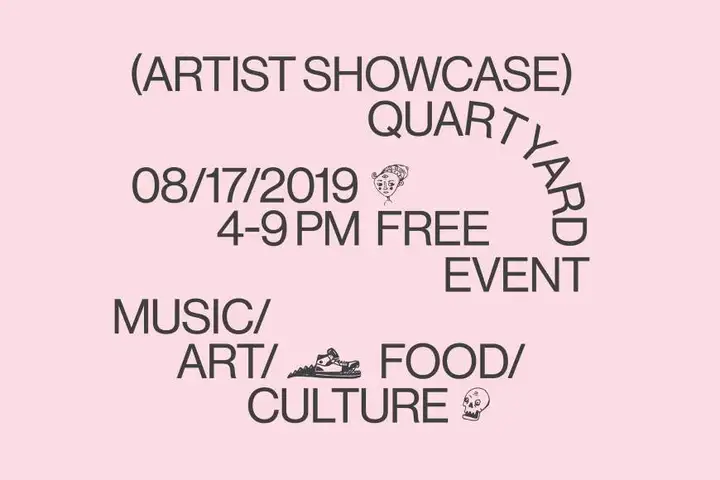 (ARTIST SHOWCASE)
QUARTYARD
08/17/2019
4-9 PM FREE
EVENT
MUSIC/
ART/ FOOD/
CULTURE